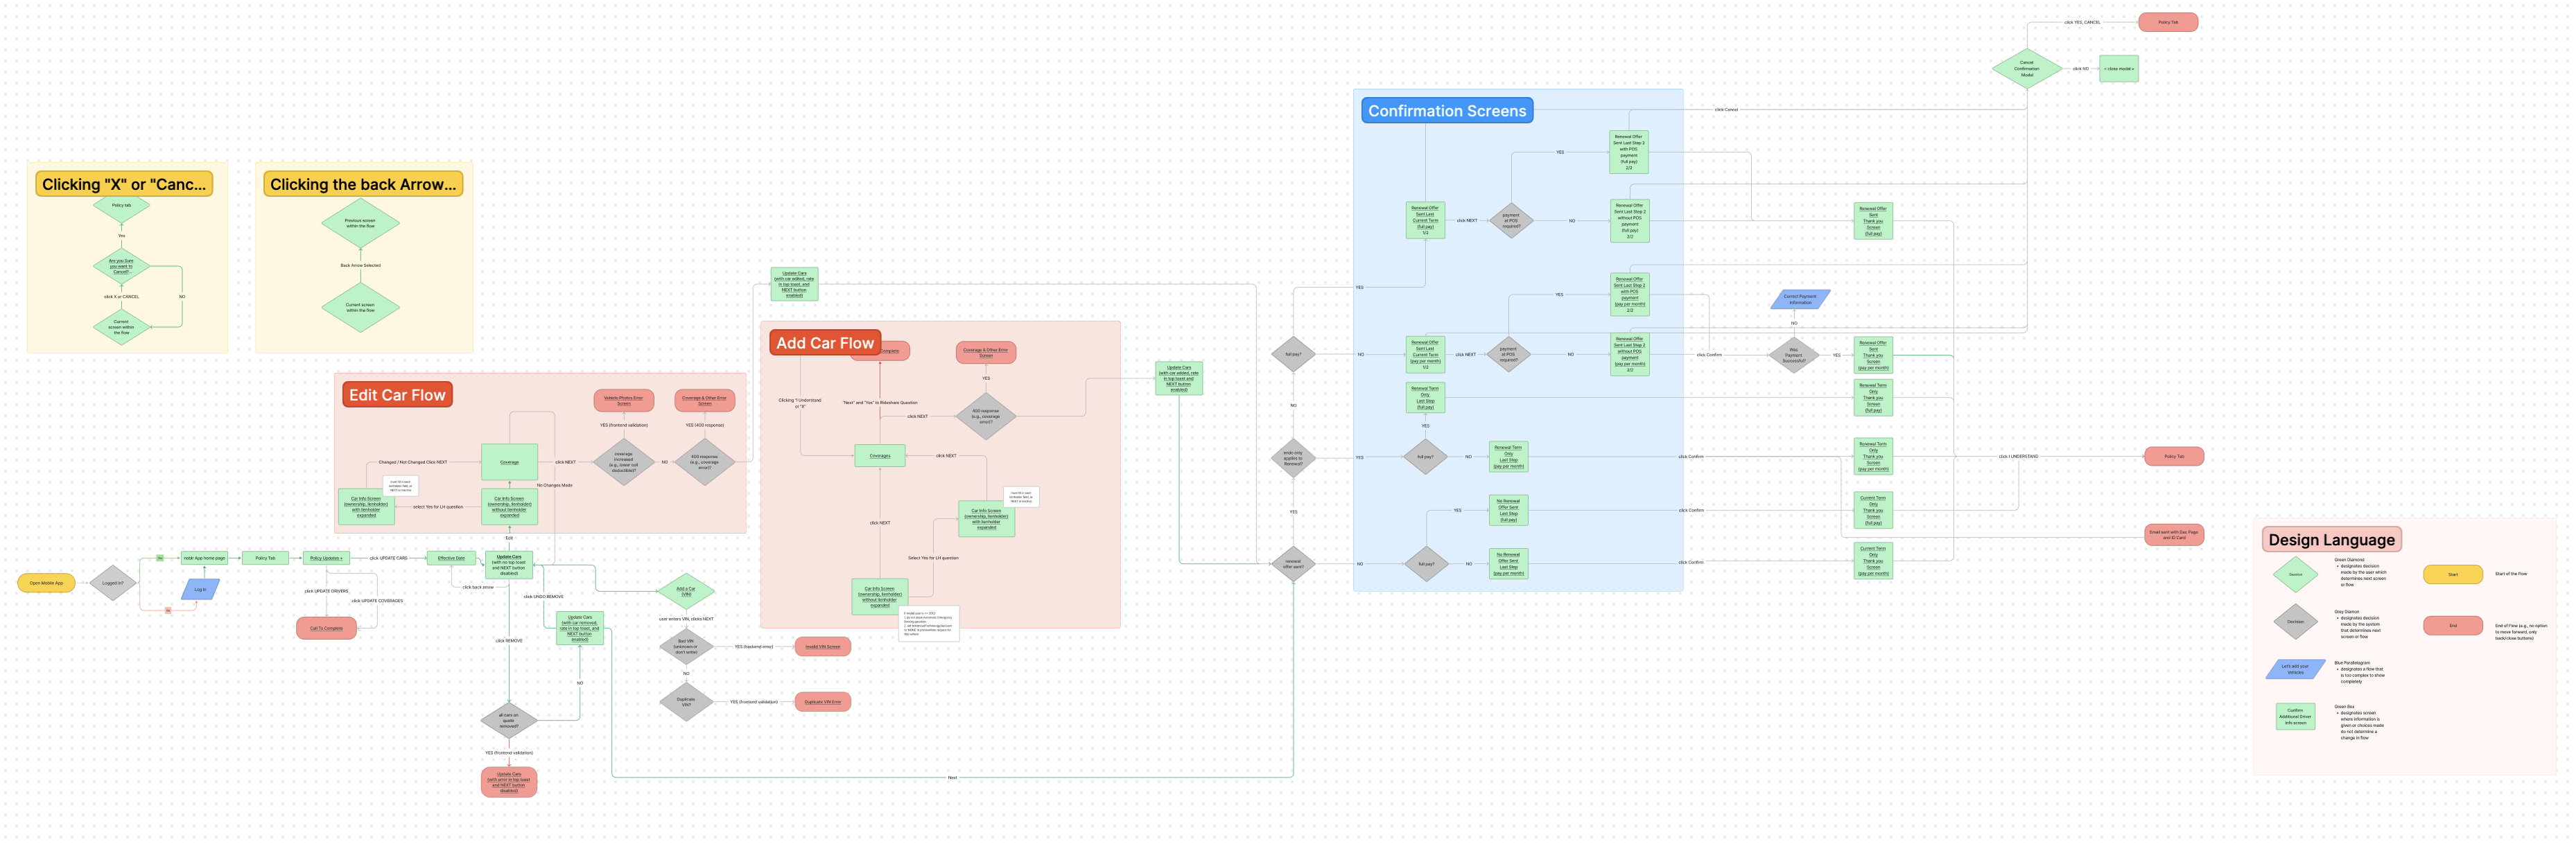 Policy Tab
click YES, CANCEL
Cancel
Confirmation
Modal
click NO
< close modal >
Confirmation Screens
click Cancel
Renewal Offer
Sent Last Step 2
with POS
payment
(full pay)
2/2
YES
Clicking "X" or "Canc...
Policy tab
Yes
Are you Sure
you want to
Cancel?...
click X or CANCEL
NO
Current
screen within
the flow
Clicking the back Arrow...
Previous screen
within the flow
Back Arrow Selected
Current screen
within the flow
Renewal Offer
Sent Last
Current Term
(full pay)
1/2
click NEXT
payment
at POS
required?
NO
Renewal Offer
Sent Last Step 2
without POS
payment
(full pay)
2/2
Renewal Offer
Sent
Thank you
Screen
(full pay)
Update Cars
(with car edited, rate
in top toast, and
NEXT button
enabled)
YES
YES
Renewal Offer
Sent Last Step 2
with POS
payment
(pay per month)
2/2
Correct Payment
Information
NO
full pay?
NO
Renewal Offer
Sent Last
Current Term
(pay per month)
1/2
click NEXT
payment
at POS
required?
NO
Renewal Offer
Sent Last Step 2
without POS
payment
(pay per month)
2/2
click Confirm
Was
Payment
Successful?
YES
Renewal Offer
Sent
Thank you
Screen
(pay per month)
Add Car Flow
Complete
Coverage & Other Error
Screen
YES
Clicking "I Understand
or "X"
"Next" and "Yes" to Rideshare Question
click NEXT
400 response
(e.g., coverage
error)?
Coverages
click NEXT
Your fill in each
lienholder field, or
NEXT is inactive
Car Info Screen
(ownership, lienholder)
with lienholder
expanded
click NEXT
Select Yes for LH question
Car Info Screen
(ownership, lienholder)
without lienholder
expanded
Update Cars
(with car added, rate
in top toast and
NEXT button
enabled)
Edit Car Flow
Vehicle Photos Error
Screen
Coverage & Other Error
Screen
YES (frontend validation)
YES (400 response)
Changed / Not Changed Click NEXT
Coverage
click NEXT
coverage
increased
(e.g., lower coll
deductible)?
NO
400 response
(e.g., coverage
error)?
No Changes Made
Your fill in each
lienholder field, or
NEXT is inactive
Car Info Screen
(ownership, lienholder)
with lienholder
expanded
select Yes for LH question
Car Info Screen
(ownership, lienholder)
without lienholder
expanded
Edit
NO
ends only
applies to
Renewal?
YES
YES
Renewal Term
Only
Last Step
(full pay)
YES
full pay?
NO
Renewal Term
Only
Last Step
(pay per month)
click Confirm
Renewal Term
Only
Thank you
Screen
(full pay)
Renewal Term
Only
Thank you
Screen
(pay per month)
click I UNDERSTAND
Policy Tab
YES
No Renewal
Offer Sent
Last Step
(full pay)
click Confirm
Current Term
Only
Thank you
Screen
(full pay)
Email sent with Dec Page
and ID Card
renewal
offer sent?
NO
full pay?
NO
No Renewal
Offer Sent
Last Step
(pay per month)
click Confirm
Current Term
Only
Thank you
Screen
(pay per month)
Open Mobile App
Logged in?
Log In
noblr App home page
Policy Tab
Policy Updates +
click UPDATE CARS
Effective Date
Update Cars
(with no top toast
and NEXT button
disabled)
click back arrow
click UPDATE DRIVERS
click UPDATE COVERAGES
Call To Complete
click UNDO REMOVE
click REMOVE
Update Cars
(with car removed,
rate in top toast, and
NEXT button
enabled)
NO
all cars on
quote
removed?
YES (frontend validation)
Update Cars
(with error in top toast
and NEXT button
disabled)
Add a Car
(VIN)
user enters VIN, clicks NEXT
Bad VIN
(unknown or
don't write)
YES (backend error)
Invalid VIN Screen
NO
Duplicate
VIN?
YES (frontend validation)
Duplicate VIN Error
Next
Design Language
Decision
Green Diamond
• designates decision
made by the user which
determines next screen
or flow
Start
Start of the Flow
Decision
Gray Diamon
• designates decision
made by the system
that determines next
screen or flow
End
End of Flow (e.g., no option
to move forward, only
back/close buttons)
Let's add your
Vehicles
Blue Parallelogram
• designates a flow that
is too complex to show
completely
Confirm
Additional Driver
Info screen
Green Box
• designates screen
where information is
given or choices made
do not determine a
change in flow